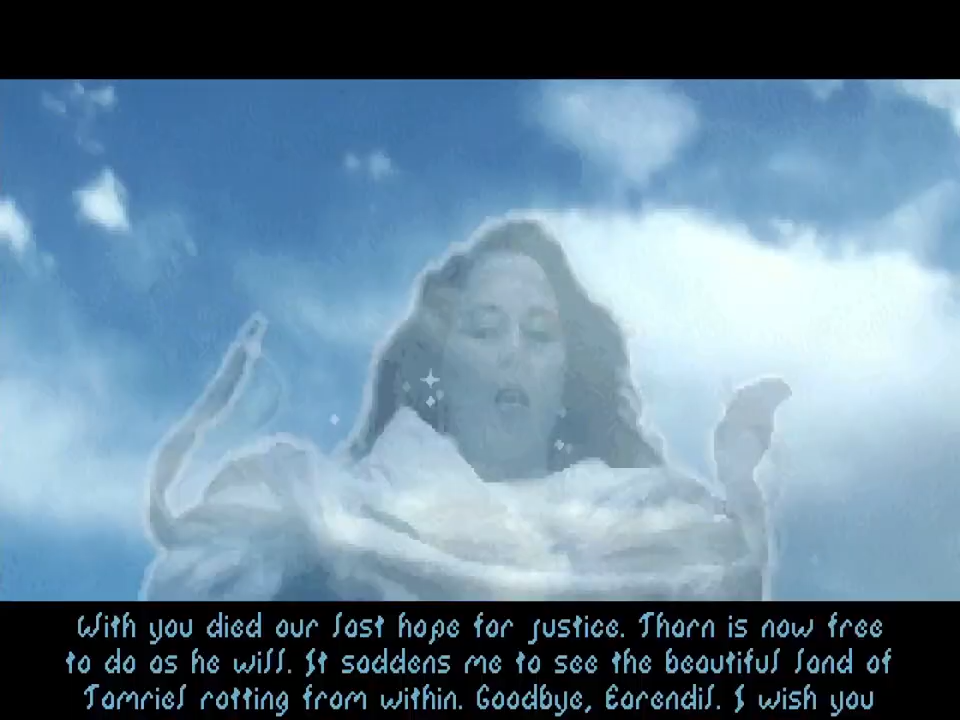 With you died our last hope for justice. Tharn is now free
to do as he will. It saddens me to see the beautiful land of
Tamriel rotting from within. Goodbye, Earendil. I wish you